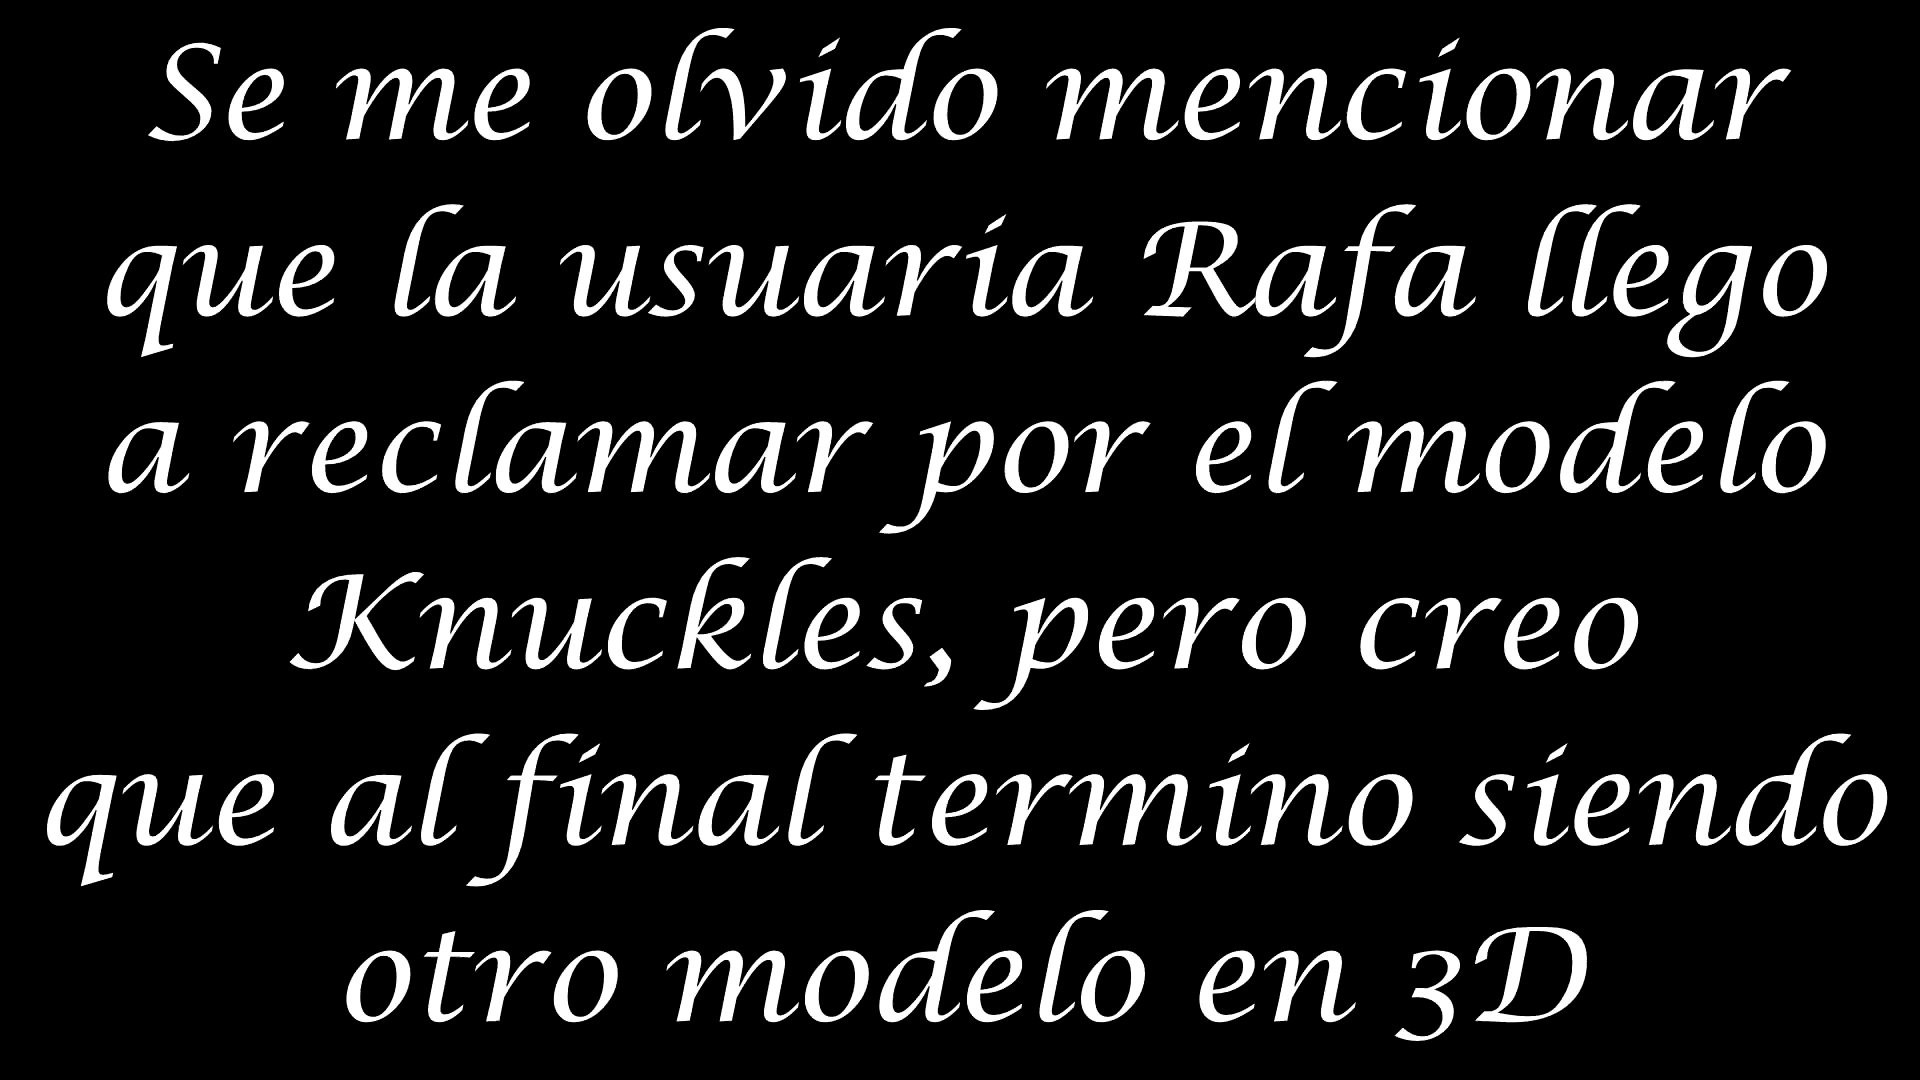 Se me olvido mencionar
que la usuaria Rafa llego
a reclamar por el modelo
Knuckles, pero creo
que al final termino siendo
otro modelo en 3D